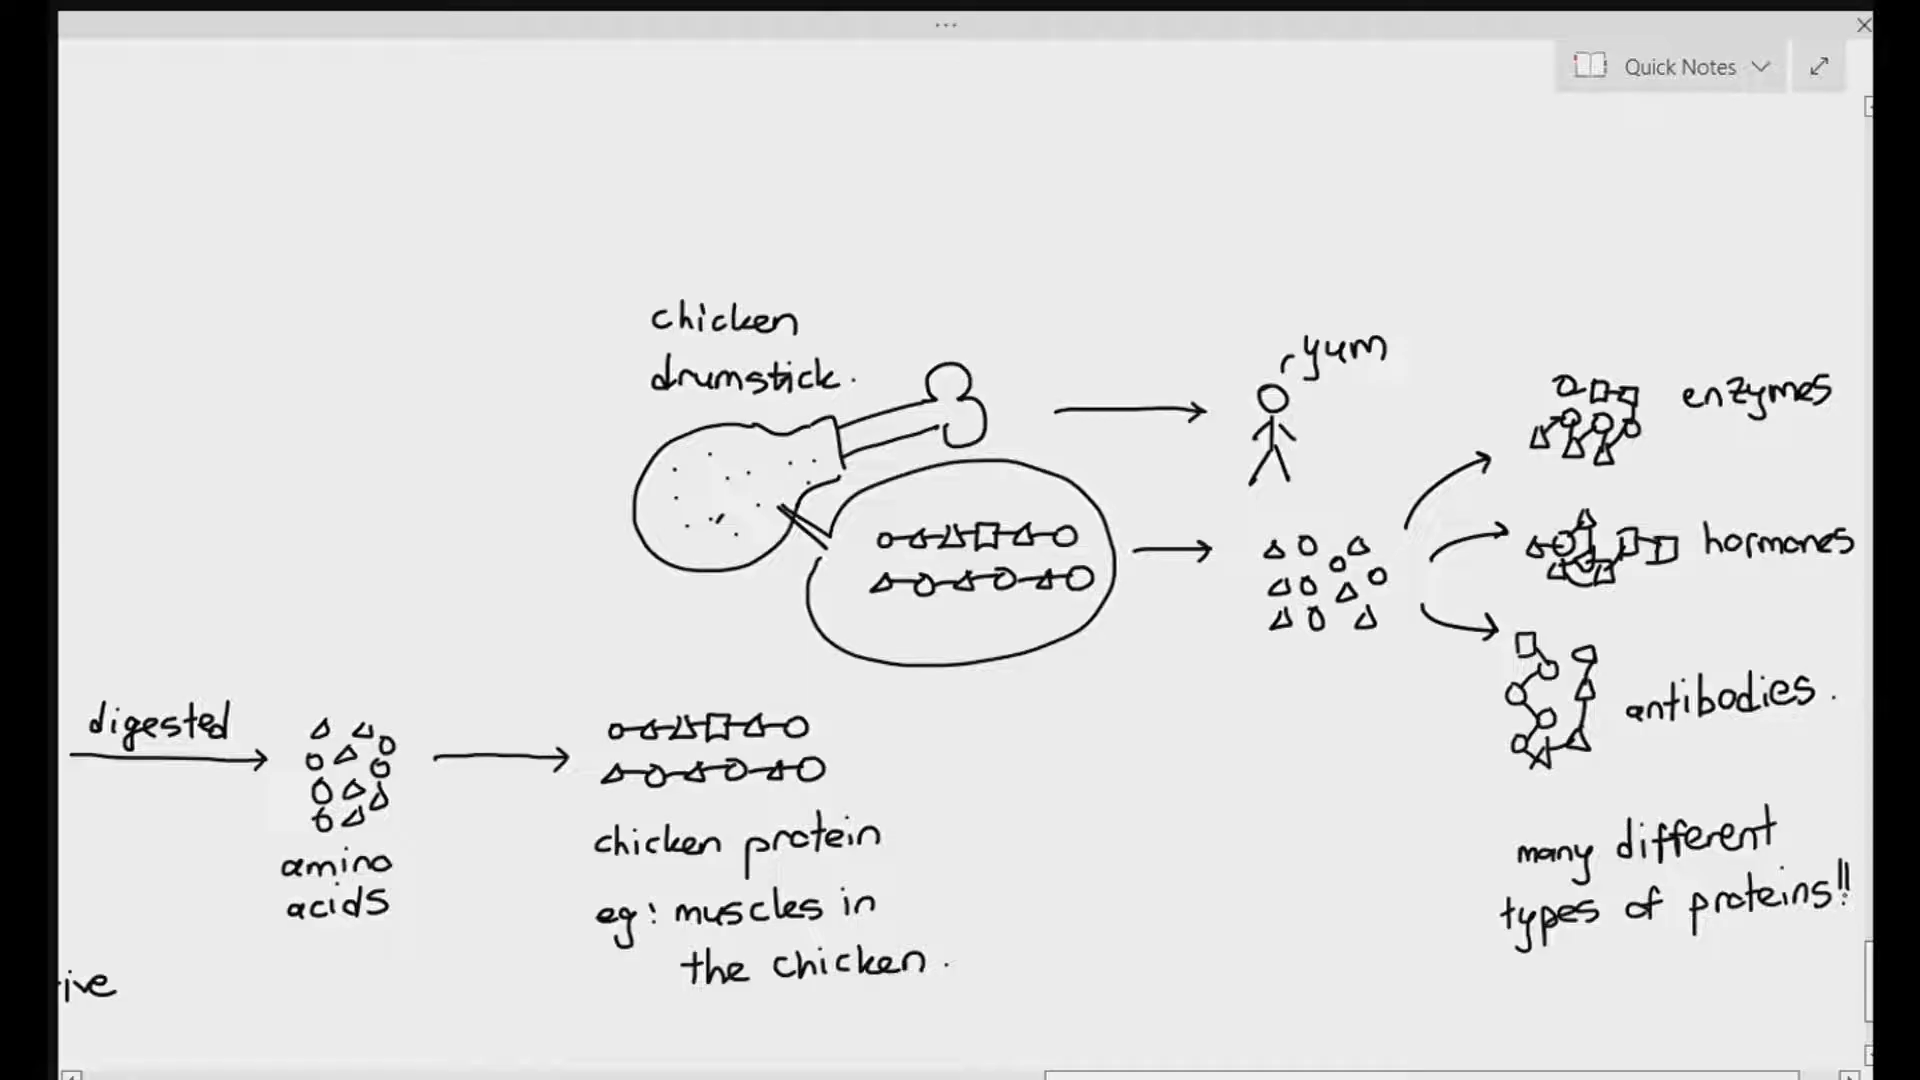 Quick Notes
chicken
drumstick.
yum
enzymes
hormones
antibodies.
digested
amino
acids
chicken protein
eg: muscles in
the chicken.
many different
types of proteins!!
ive